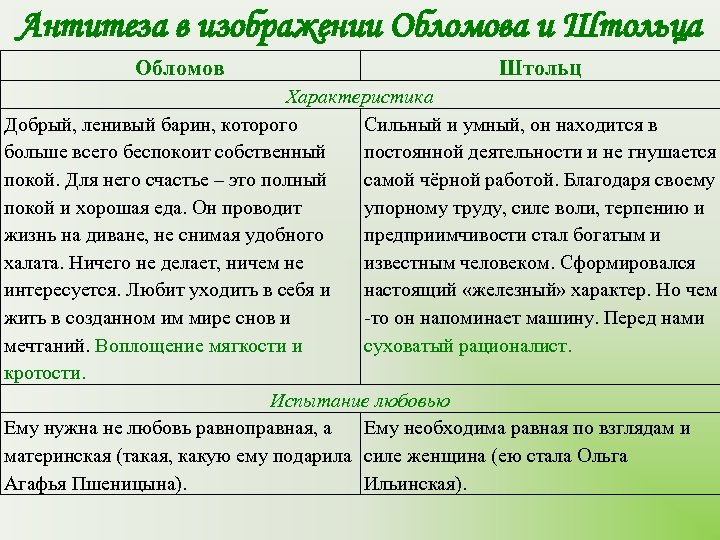 Антитеза в изображении Обломова и Штольца
Обломов
Штольц
Характеристика
Добрый, ленивый барин, которого
больше всего беспокоит собственный
покой. Для него счастье – это полный
покой и хорошая еда. Он проводит
жизнь на диване, не снимая удобного
халата. Ничего не делает, ничем не
интересуется. Любит уходить в себя и
жить в созданном им мире снов и
мечтаний. Воплощение мягкости и
кротости.
Сильный и умный, он находится в
постоянной деятельности и не гнушается
самой чёрной работой. Благодаря своему
упорному труду, силе воли, терпению и
предприимчивости стал богатым и
известным человеком. Сформировался
настоящий «железный» характер. Но чем
-то он напоминает машину. Перед нами
суховатый рационалист.
Испытание любовью
Ему нужна не любовь равноправная, а
материнская (такая, какую ему подарила
Агафья Пшеницына).
Ему необходима равная по взглядам и
силе женщина (ею стала Ольга
Ильинская).